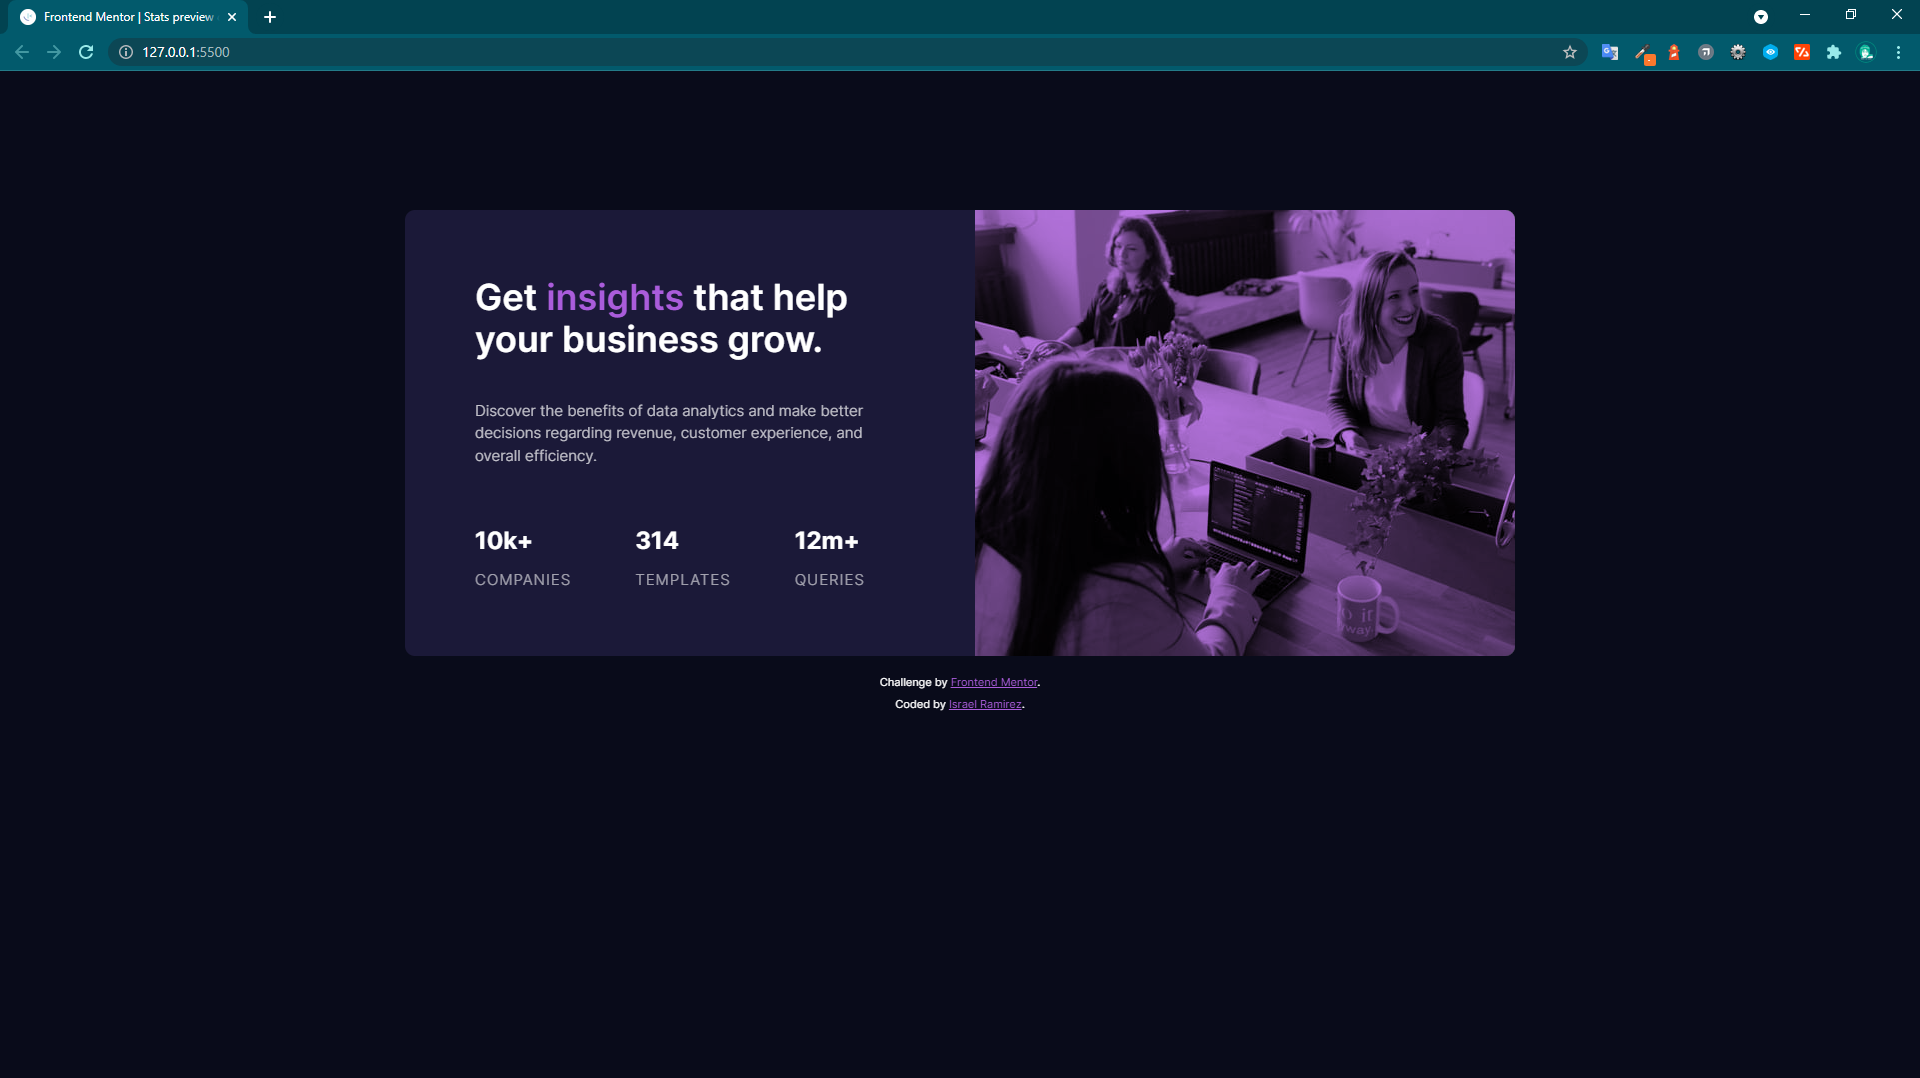 Frontend Mentor | Stats preview
127.0.0.1:5500
Get insights that help
your business grow.
Discover the benefits of data analytics and make better
decisions regarding revenue, customer experience, and
overall efficiency.
10k+ 314 12m+
COMPANIES TEMPLATES QUERIES
Challenge by Frontend Mentor.
Coded by Israel Ramirez.